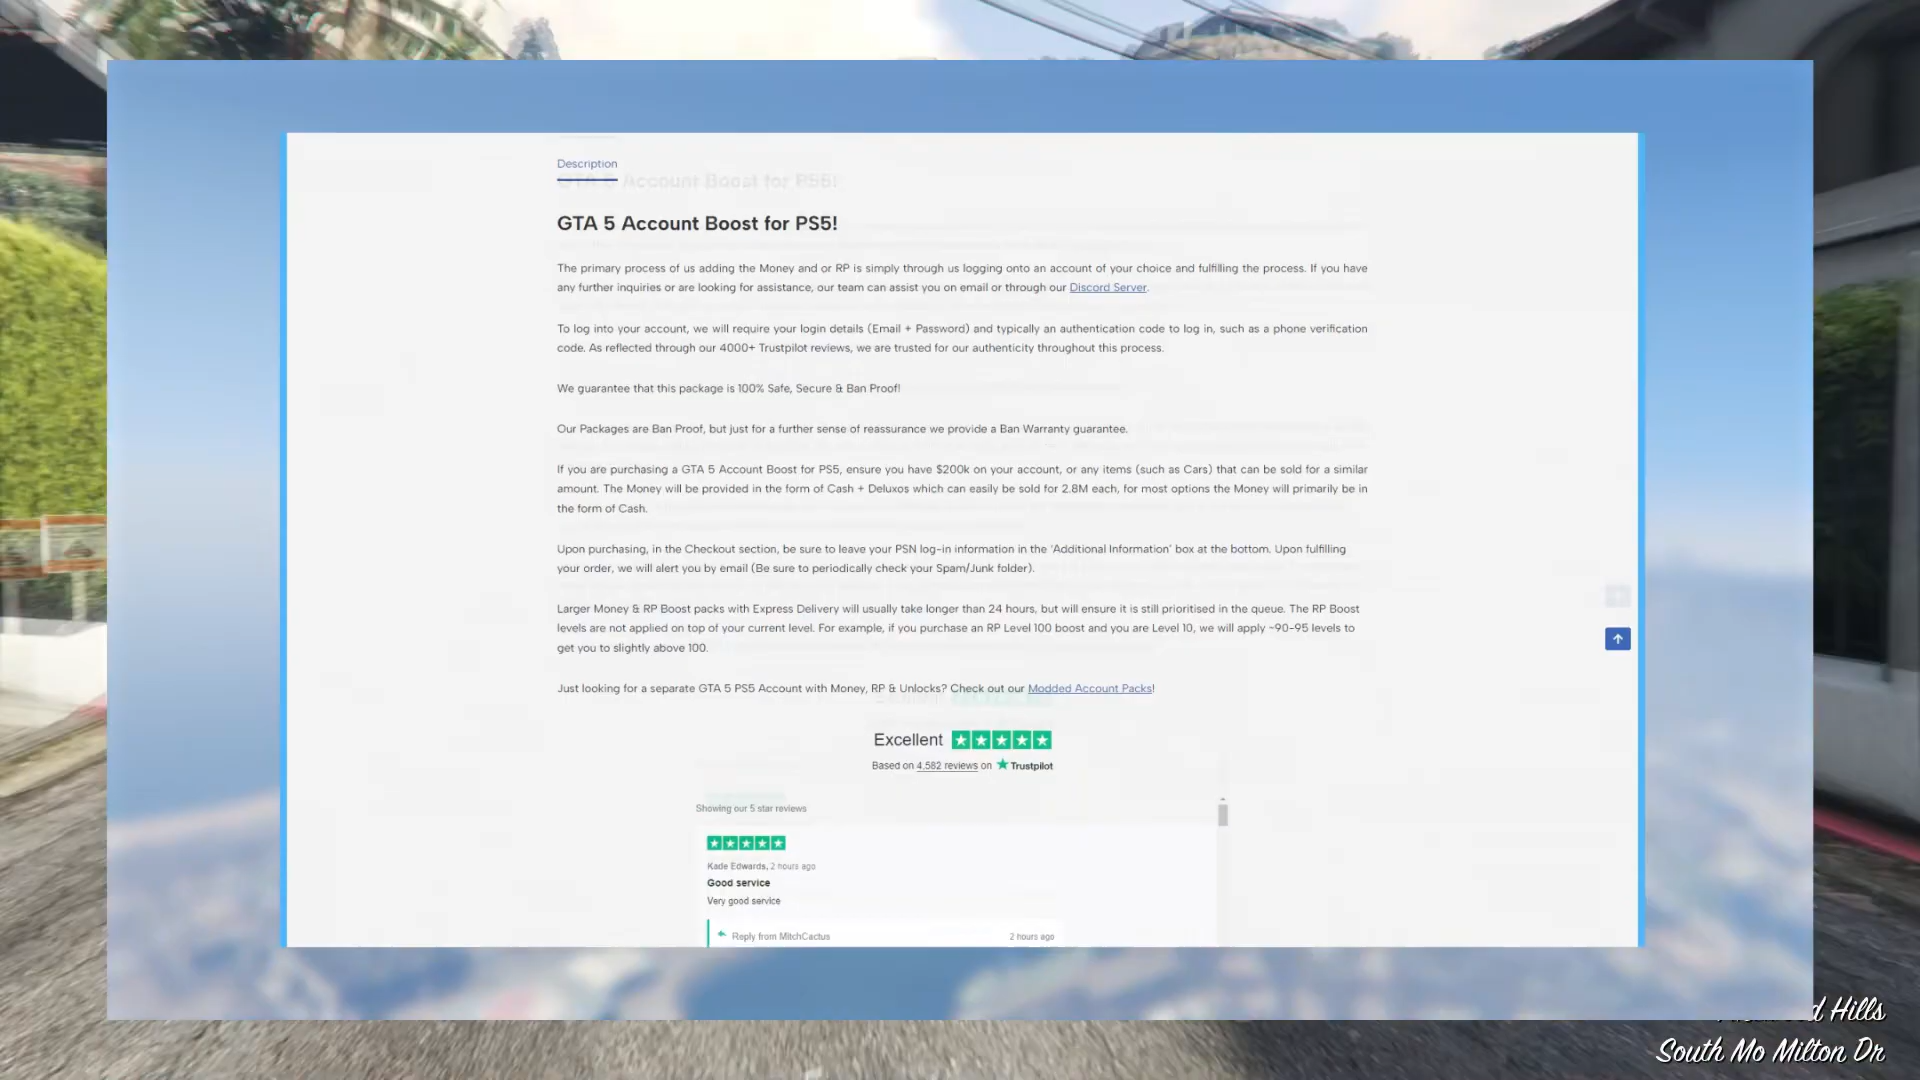 Description
GTA 5 Account Boost for PS5!
GTA 5 Account Boost for PS5!
The primary process of us adding the Money and or RP is simply through us logging onto an account of your choice and fulfilling the process. If you have
any further inquiries or are looking for assistance, our team can assist you on email or through our Discord Server.
To log into your account, we will require your login details (Email + Password) and typically an authentication code to log in, such as a phone verification
code. As reflected through our 4000+ Trustpilot reviews, we are trusted for our authenticity throughout this process.
We guarantee that this package is 100% Safe, Secure & Ban Proof!
Our Packages are Ban Proof, but just for a further sense of reassurance we provide a Ban Warranty guarantee.
If you are purchasing a GTA 5 Account Boost for PS5, ensure you have $200k on your account, or any items (such as Cars) that can be sold for a similar
amount. The Money will be provided in the form of Cash + Deluxos which can easily be sold for 2.8M each, for most options the Money will primarily be in
the form of Cash.
Upon purchasing, in the Checkout section, be sure to leave your PSN log-in information in the 'Additional Information' box at the bottom. Upon fulfilling
your order, we will alert you by email (Be sure to periodically check your Spam/Junk folder).
Larger Money & RP Boost packs with Express Delivery will usually take longer than 24 hours, but will ensure it is still prioritised in the queue. The RP Boost
levels are not applied on top of your current level. For example, if you purchase an RP Level 100 boost and you are Level 10, we will apply ~90-95 levels to
get you to slightly above 100.
Just looking for a separate GTA 5 PS5 Account with Money, RP & Unlocks? Check out our Modded Account Packs!
Excellent
Based on 4,582 reviews on Trustpilot
Showing our 5 star reviews
Kade Edwards, 2 hours ago
Good service
Very good service
Reply from MitchCactus 2 hours ago
d Hills
South Mo Milton Dr